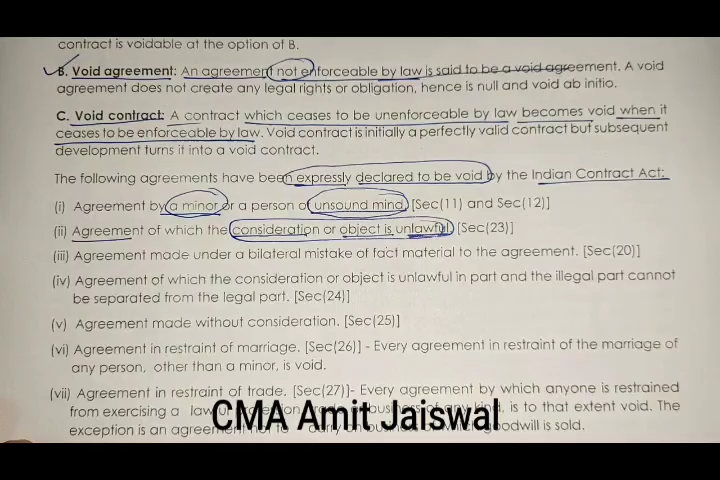 contract is voidable at the option of B.
B. Void agreement: An agreement not enforceable by law is said to be a void agreement. A void
agreement does not create any legal rights or obligation, hence is null and void ab initio.
C. Void contract: A contract which ceases to be unenforceable by law becomes void when it
ceases to be enforceable by law. Void contract is initially a perfectly valid contract but subsequent
development turns it into a void contract.
The following agreements have been expressly declared to be void by the Indian Contract Act:
(i) Agreement by a minor or a person of unsound mind. [Sec(11) and Sec(12)]
(ii) Agreement of which the consideration or object is unlawful [Sec(23)]
(iii) Agreement made under a bilateral mistake of fact material to the agreement. [Sec(20)]
(iv) Agreement of which the consideration or object is unlawful in part and the illegal part cannot
be separated from the legal part. [Sec(24)]
(v) Agreement made without consideration. [Sec(25)]
(vi) Agreement in restraint of marriage. [Sec(26)] - Every agreement in restraint of the marriage of
any person, other than a minor, is void.
(vii) Agreement in restraint of trade. [Sec(27)]- Every agreement by which anyone is restrained
from exercising a of any kind, is to that extent void. The
exception is an goodwill is sold.
CMA Amit Jaiswal